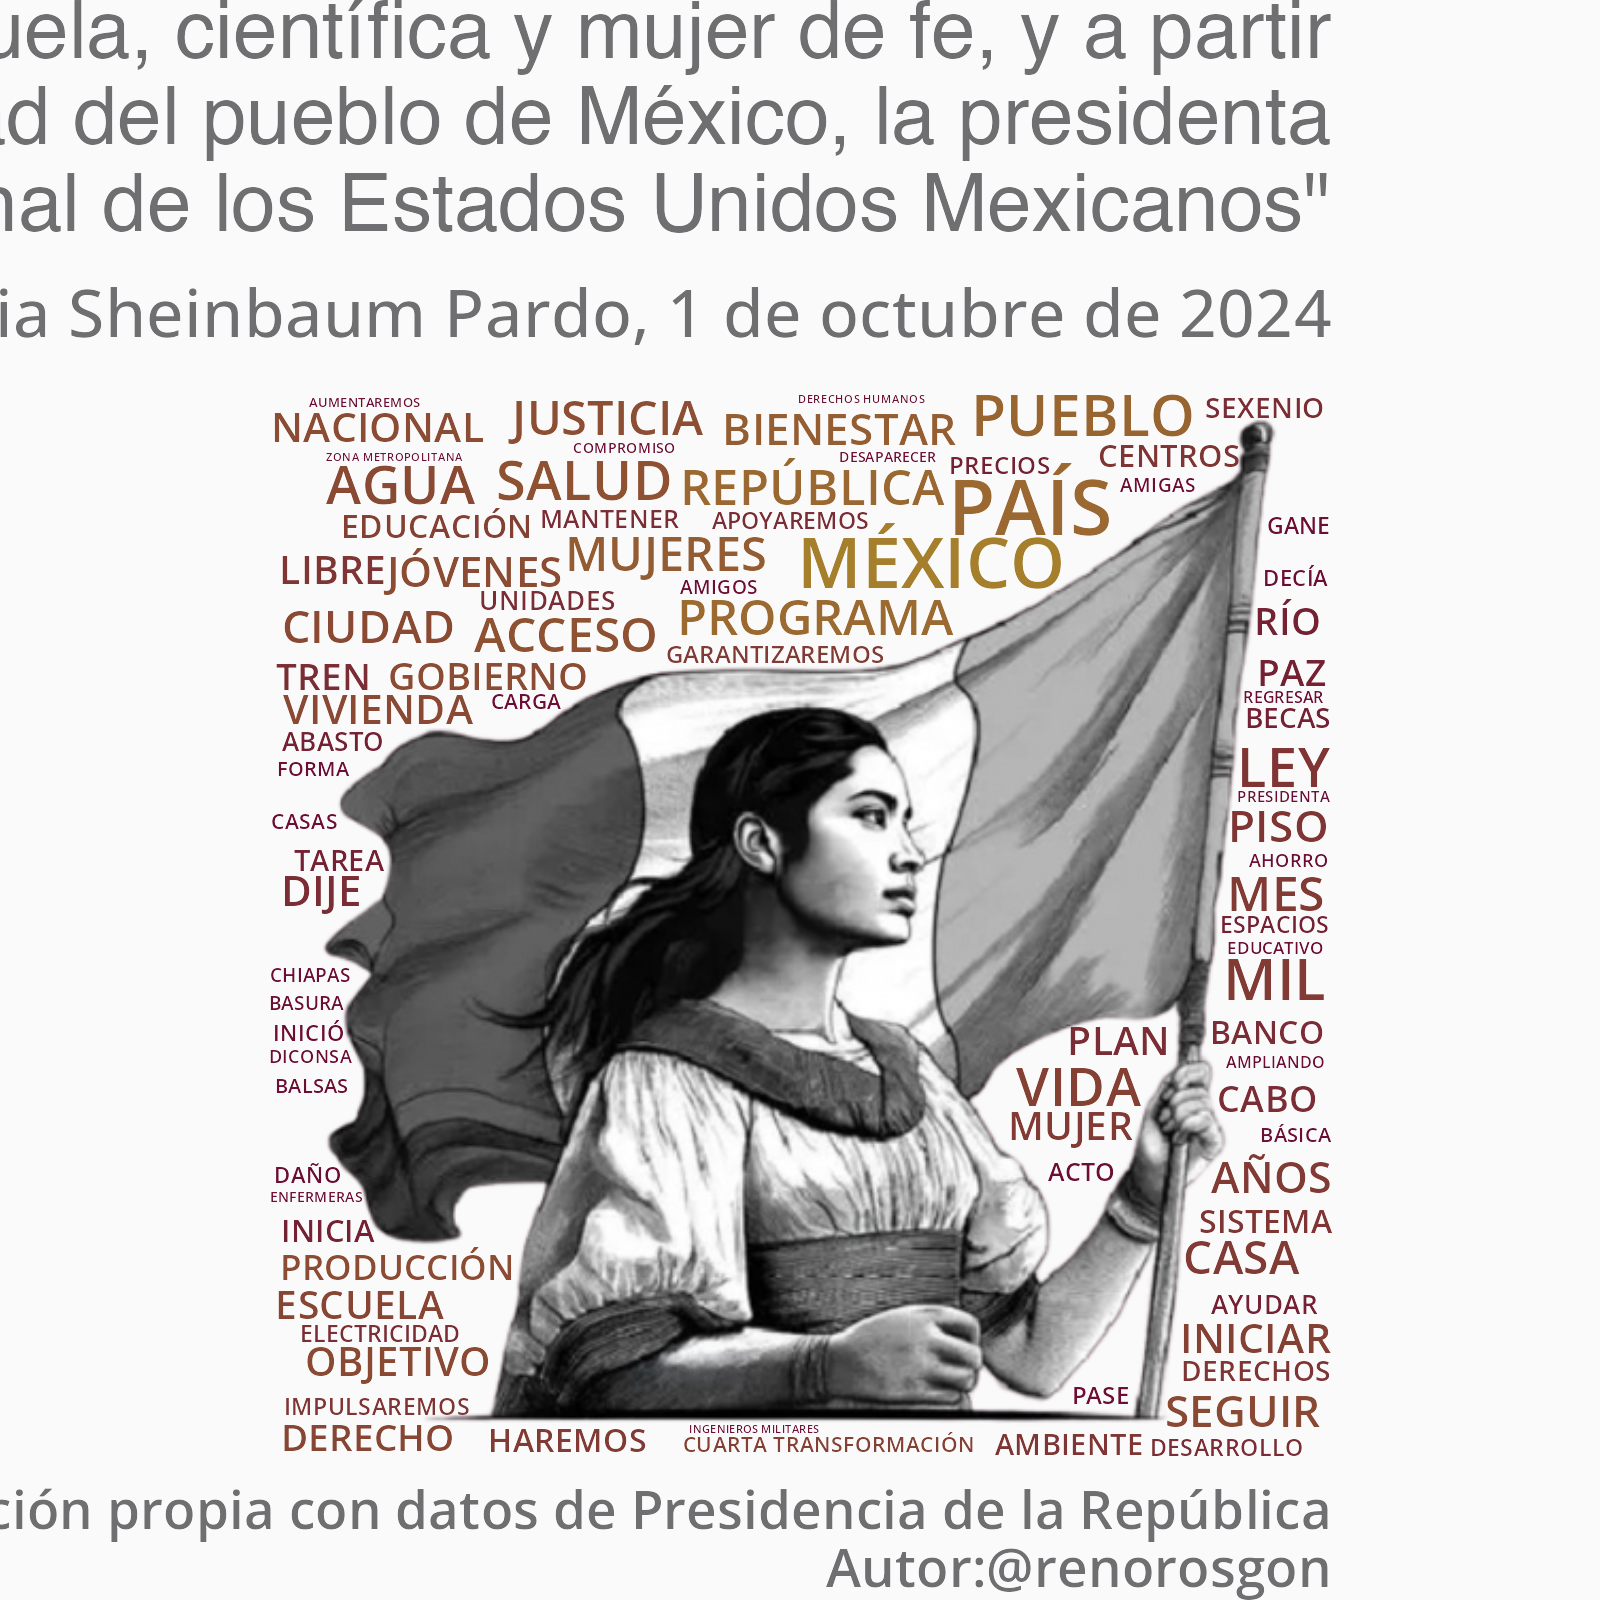 uela, científica y mujer de fe, y a partir
ad del pueblo de México, la presidenta
nal de los Estados Unidos Mexicanos"
ia Sheinbaum Pardo, 1 de octubre de 2024
AUMENTAREMOS DERECHOS HUMANOS
NACIONAL JUSTICIA BIENESTAR PUEBLO SEXENIO
ZONA METROPOLITANA COMPROMISO DESAPARECER PRECIOS CENTROS
AGUA SALUD REPÚBLICA PAÍS AMIGAS
EDUCACIÓN MANTENER APOYAREMOS GANE
LIBRE JÓVENES MUJERES MÉXICO DECÍA
UNIDADES AMIGOS
CIUDAD ACCESO PROGRAMA RÍO
GARANTIZAREMOS
TREN GOBIERNO PAZ
VIVIENDA CARGA REGRESAR
BECAS
ABASTO
FORMA LEY
PRESIDENTA
CASAS PISO
TAREA AHORRO
DIJE MES
ESPACIOS
EDUCATIVO
CHIAPAS MIL
BASURA
INICIÓ PLAN BANCO
DICONSA AMPLIANDO
BALSAS VIDA CABO
MUJER BÁSICA
DAÑO ACTO AÑOS
ENFERMERAS
INICIA SISTEMA
PRODUCCIÓN CASA
ESCUELA AYUDAR
ELECTRICIDAD INICIAR
OBJETIVO DERECHOS
IMPULSAREMOS PASE SEGUIR
DERECHO HAREMOS INGENIEROS MILITARES
CUARTA TRANSFORMACIÓN AMBIENTE DESARROLLO
ción propia con datos de Presidencia de la República
Autor:@renorosgon